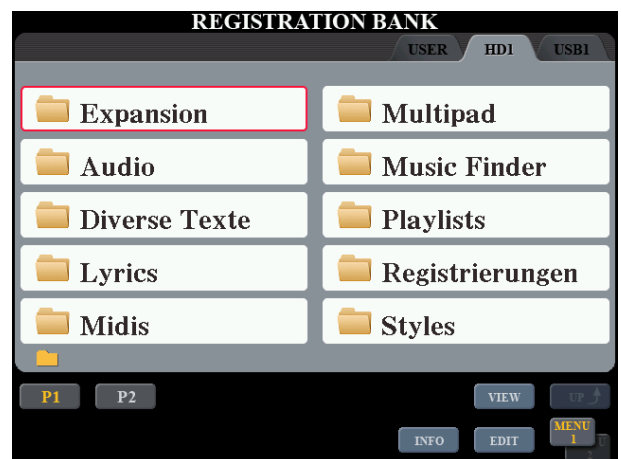 REGISTRATION BANK
USER HD1 USB1
Expansion Multipad
Audio Music Finder
Diverse Texte Playlists
Lyrics Registrierungen
Midis Styles
P1 P2 VIEW UP
INFO EDIT MENU
1
2